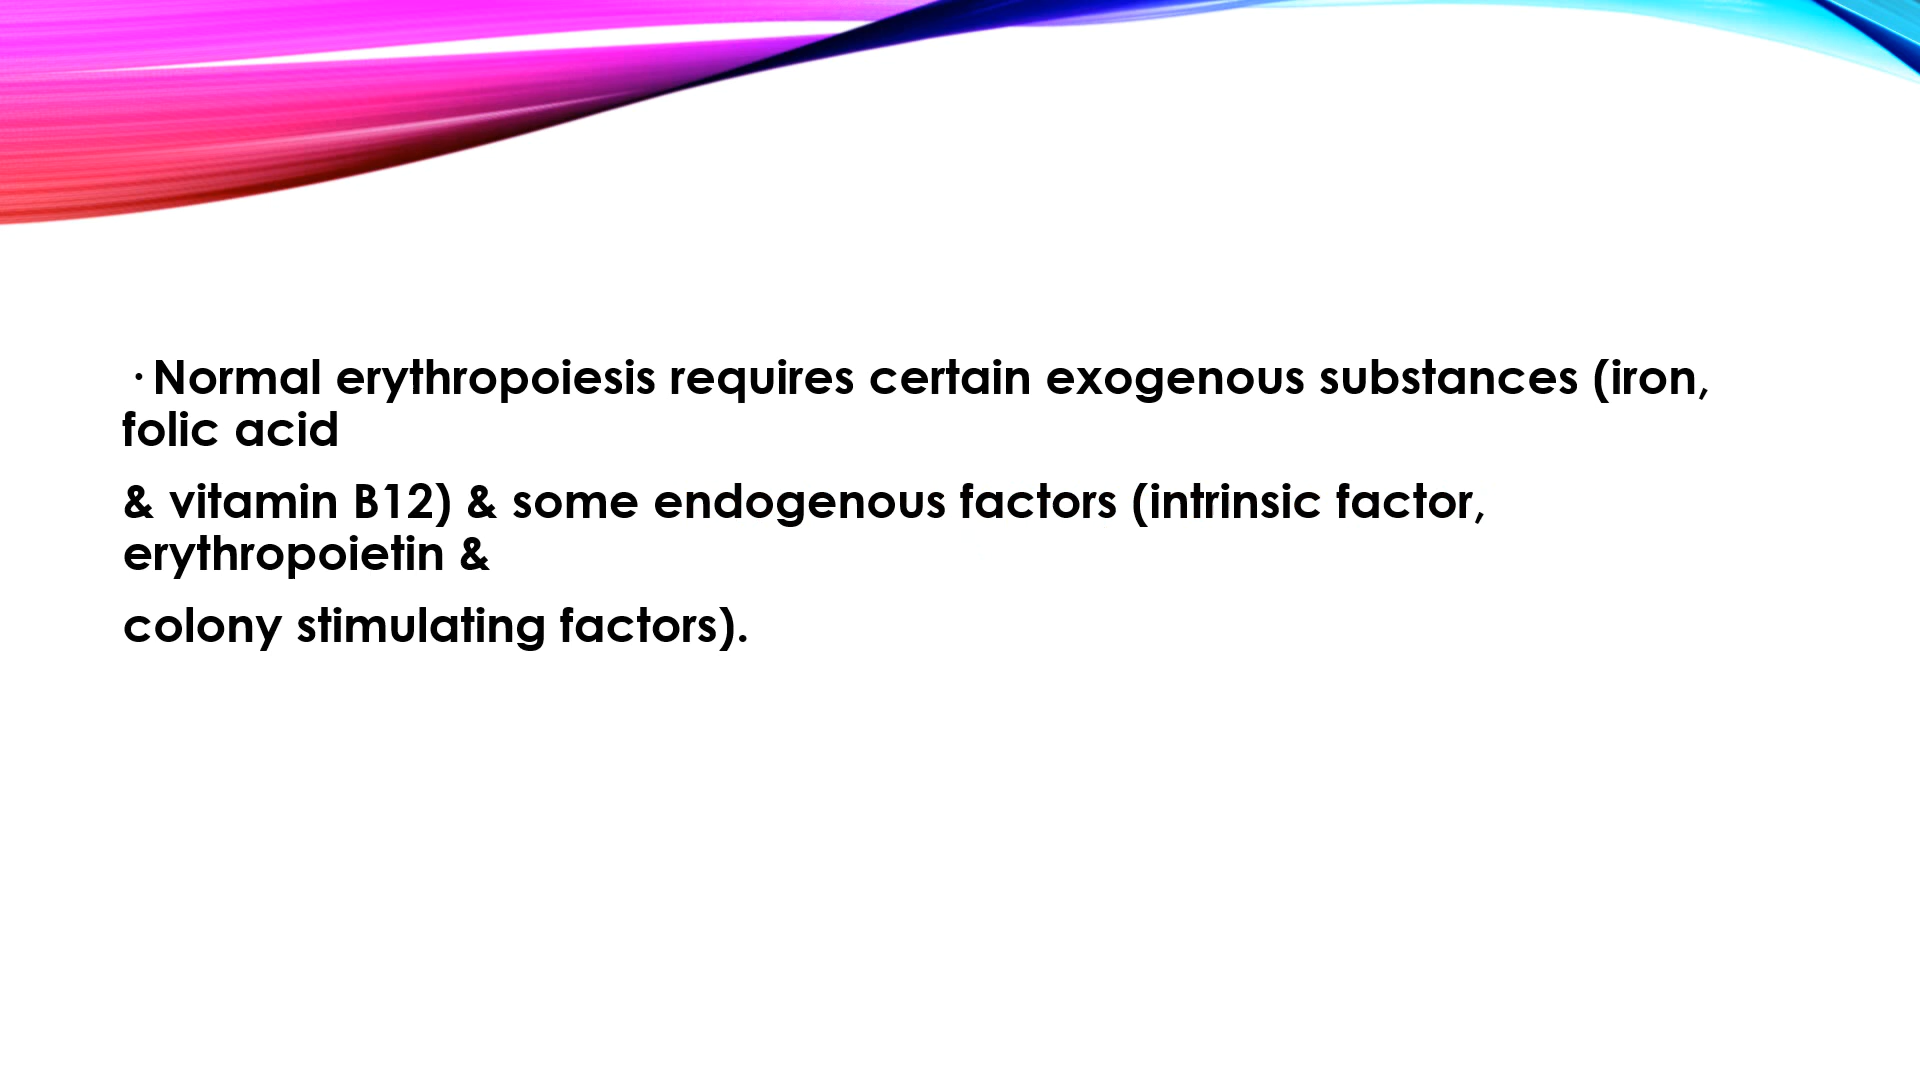 · Normal erythropoiesis requires certain exogenous substances (iron,
folic acid
& vitamin B12) & some endogenous factors (intrinsic factor,
erythropoietin &
colony stimulating factors).